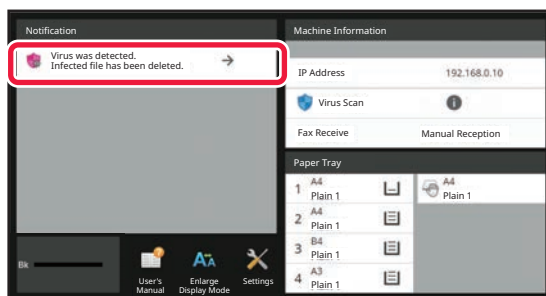 Notification
Virus was detected.
Infected file has been deleted.
Bk
User's
Manual
Enlarge
Display Mode
Settings
Machine Information
IP Address 192.168.0.10
Virus Scan
Fax Receive Manual Reception
Paper Tray
1 A4
Plain 1
A4
Plain 1
2 A4
Plain 1
3 B4
Plain 1
4 A3
Plain 1